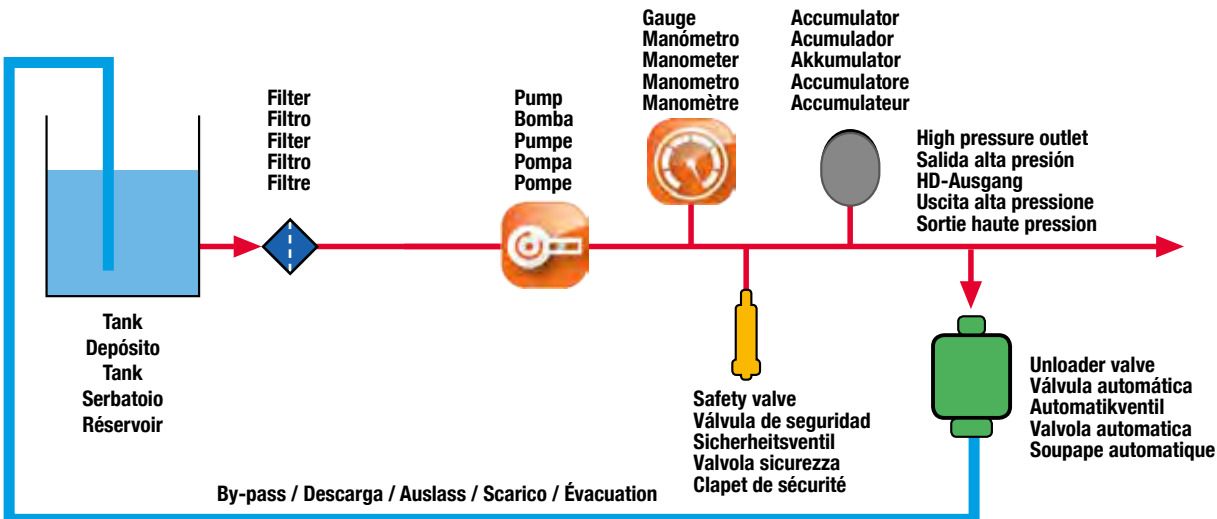 Gauge
Manómetro
Manometer
Manometro
Manomètre
Accumulator
Acumulador
Akkumulator
Accumulatore
Accumulateur
Filter
Filtro
Filter
Filtro
Filtre
Pump
Bomba
Pumpe
Pompa
Pompe
High pressure outlet
Salida alta presión
HD-Ausgang
Uscita alta pressione
Sortie haute pression
Tank
Depósito
Tank
Serbatoio
Réservoir
Safety valve
Válvula de seguridad
Sicherheitsventil
Valvola sicurezza
Clapet de sécurité
Unloader valve
Válvula automática
Automatikventil
Valvola automatica
Soupape automatique
By-pass / Descarga / Auslass / Scarico / Évacuation